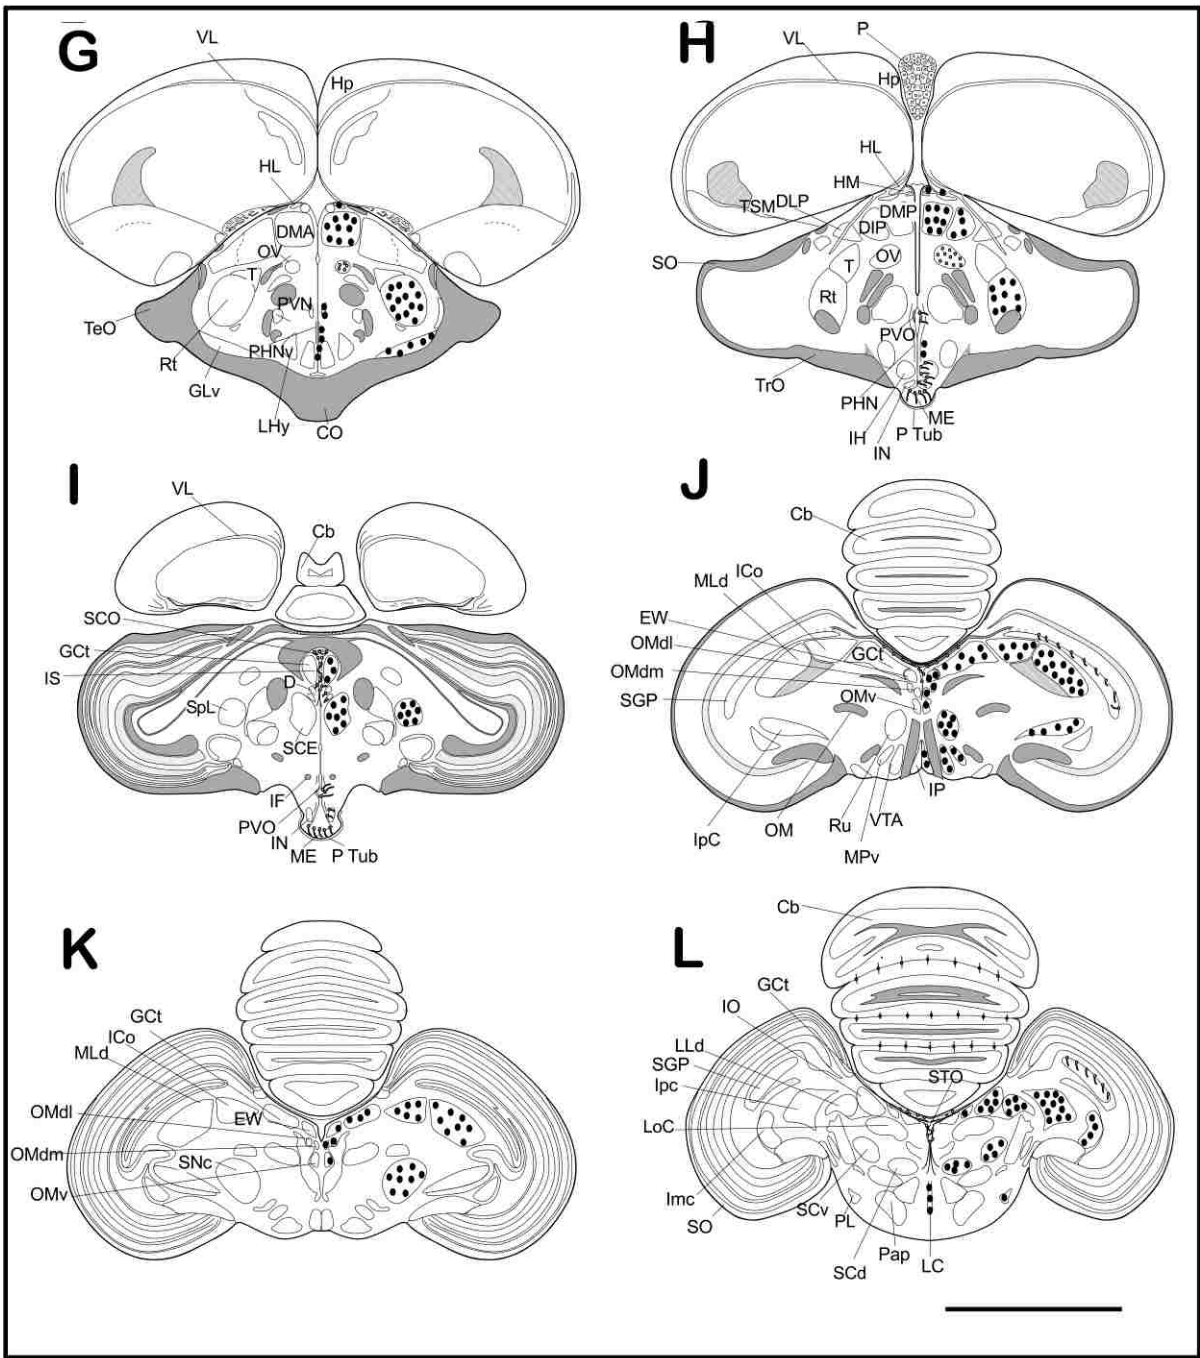 G
VL
Hp
HL
DMA
OV
T
PVN
TeO
PHNv
Rt
GLv
LHy
CO
H
P
VL
Hp
HL
HM
TSM
DLP
DMP
DIP
SO
T
OV
Rt
PVO
TrO
PHN
ME
IH
P Tub
IN
I
VL
Cb
SCO
GCt
IS
D
SpL
SCE
IF
PVO
IN
ME
P Tub
J
Cb
ICo
MLd
EW
OMdl
GCt
OMdm
SGP
OMv
IP
IpC
OM
Ru
VTA
MPv
K
GCt
ICo
MLd
OMdl
EW
OMdm
SNc
OMv
L
Cb
GCt
IO
LLd
SGP
Ipc
STO
LoC
Imc
SO
SCv
PL
Pap
SCd
LC